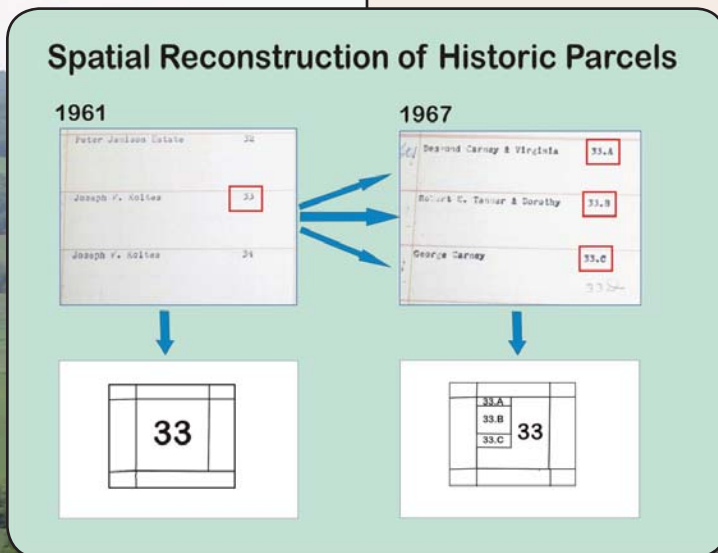 Spatial Reconstruction of Historic Parcels
1961
Peter Estate 32
Joseph F. Koltes 33
Joseph F. Koltes 34
1967
Desmond Carney & Virginia 33.A
Robert C. Tanner & Dorothy 33.B
George Carney 33.C
33
33.A
33.B
33.C
33